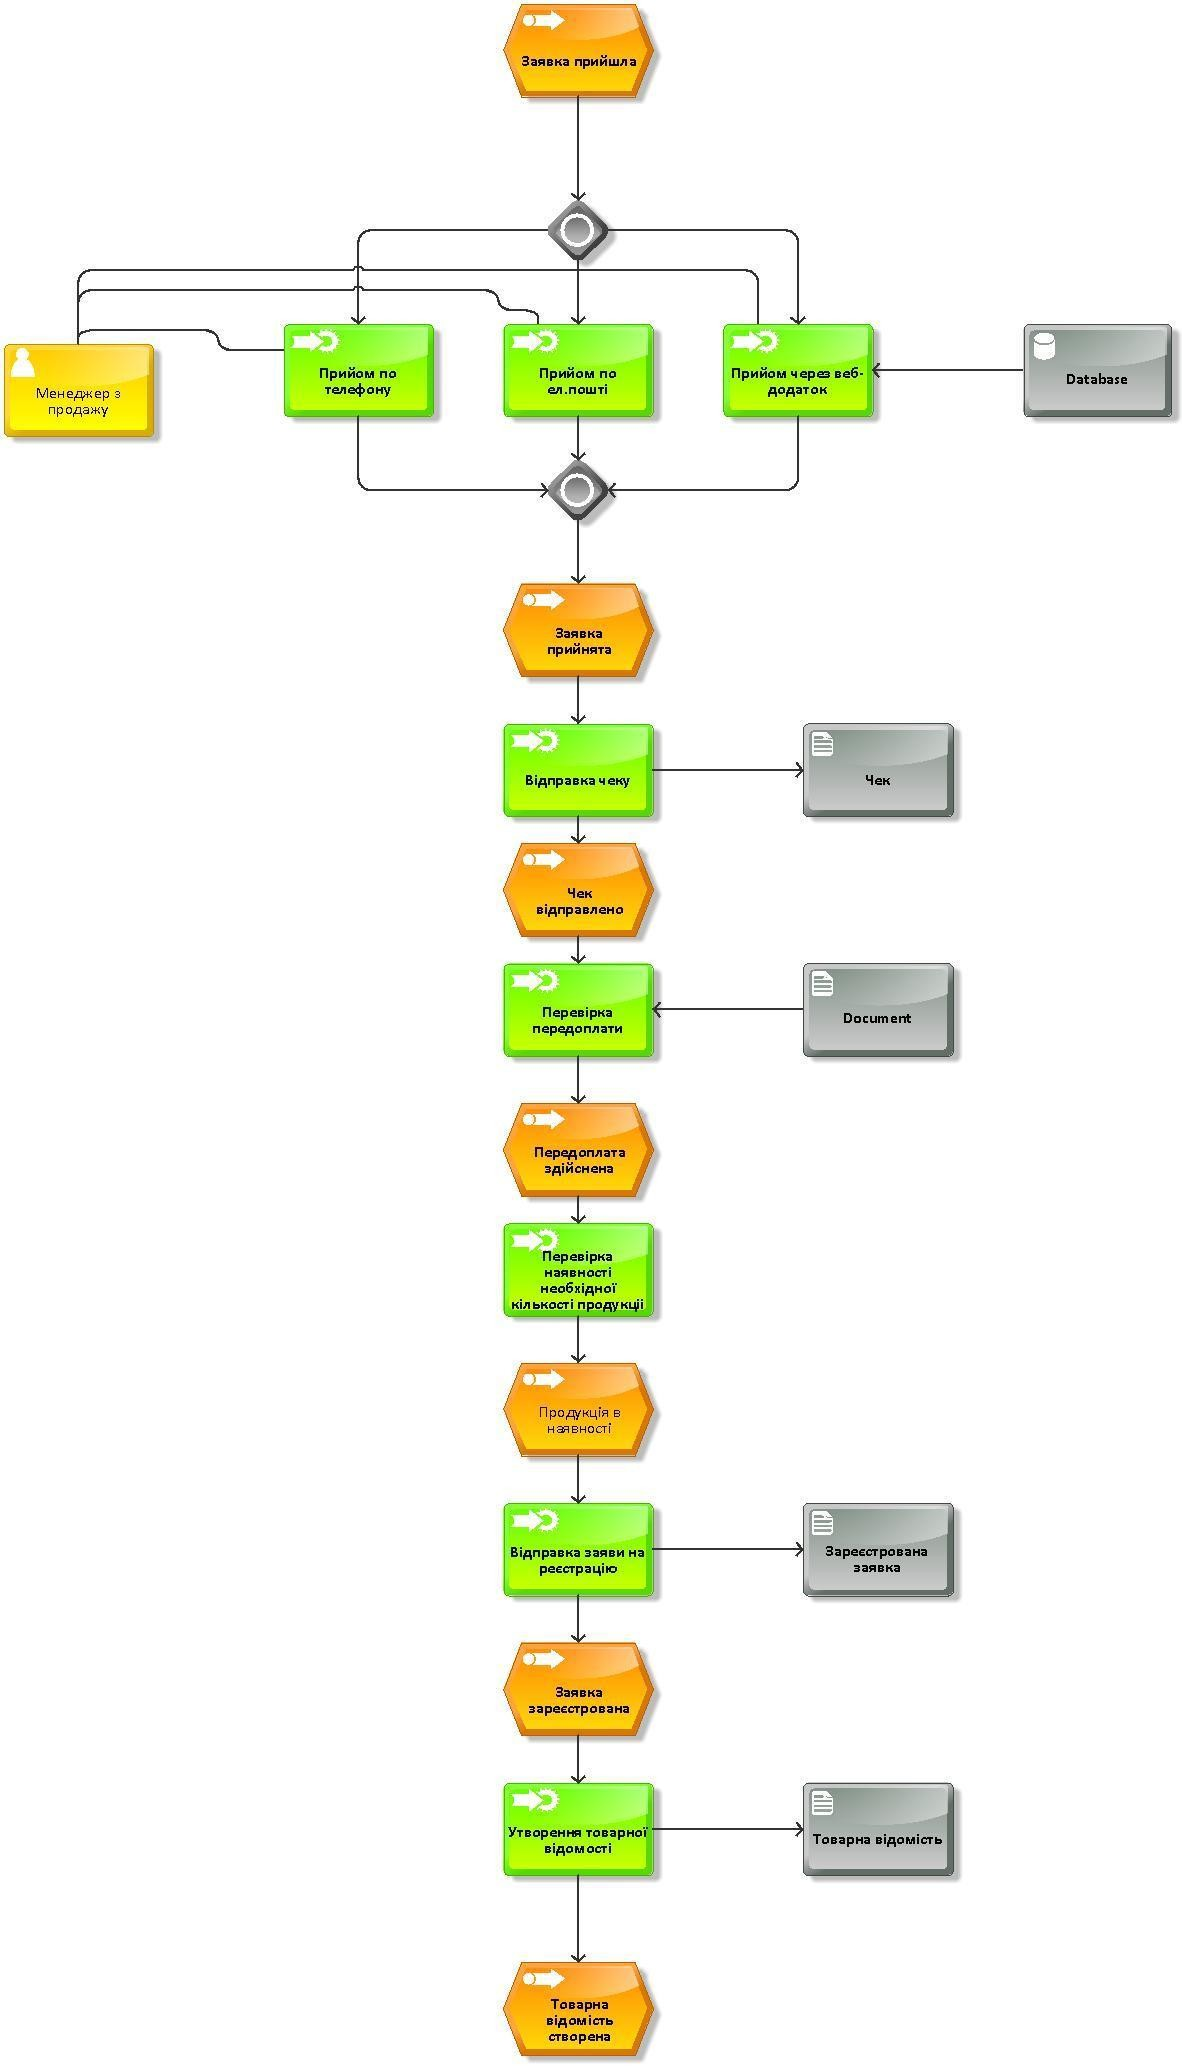 Заявка прийшла
Менеджер з
продажу
Прийом по
телефону
Прийом по
ел.пошті
Прийом через веб-
додаток
Database
Заявка
прийнята
Відправка чеку
Чек
Чек
відправлено
Перевірка
передоплати
Document
Передоплата
здійснена
Перевірка
наявності
необхідної
кількості продукції
Продукція в
наявності
Відправка заяви на
реєстрацію
Зареєстрована
заявка
Заявка
зареєстрована
Утворення товарної
відомості
Товарна відомість
Товарна
відомість
створена